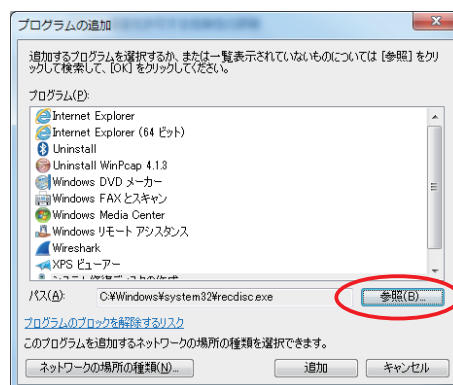 プログラムの追加
追加するプログラムを選択するか、または一覧表示されていないものについては [参照] をクリ
ックして検索して、[OK] をクリックしてください。
プログラム(P):
Internet Explorer
Internet Explorer (64 ビット)
Uninstall
Uninstall WinPcap 4.1.3
Windows DVD メーカー
Windows FAX とスキャン
Windows Media Center
Windows リモート アシスタンス
Wireshark
XPS ビューアー
パス(A): C:¥Windows¥system32¥recdisc.exe 参照(B)...
プログラムのブロックを解除するリスク
このプログラムを追加するネットワークの場所の種類を選択できます。
ネットワークの場所の種類(N)... 追加 キャンセル